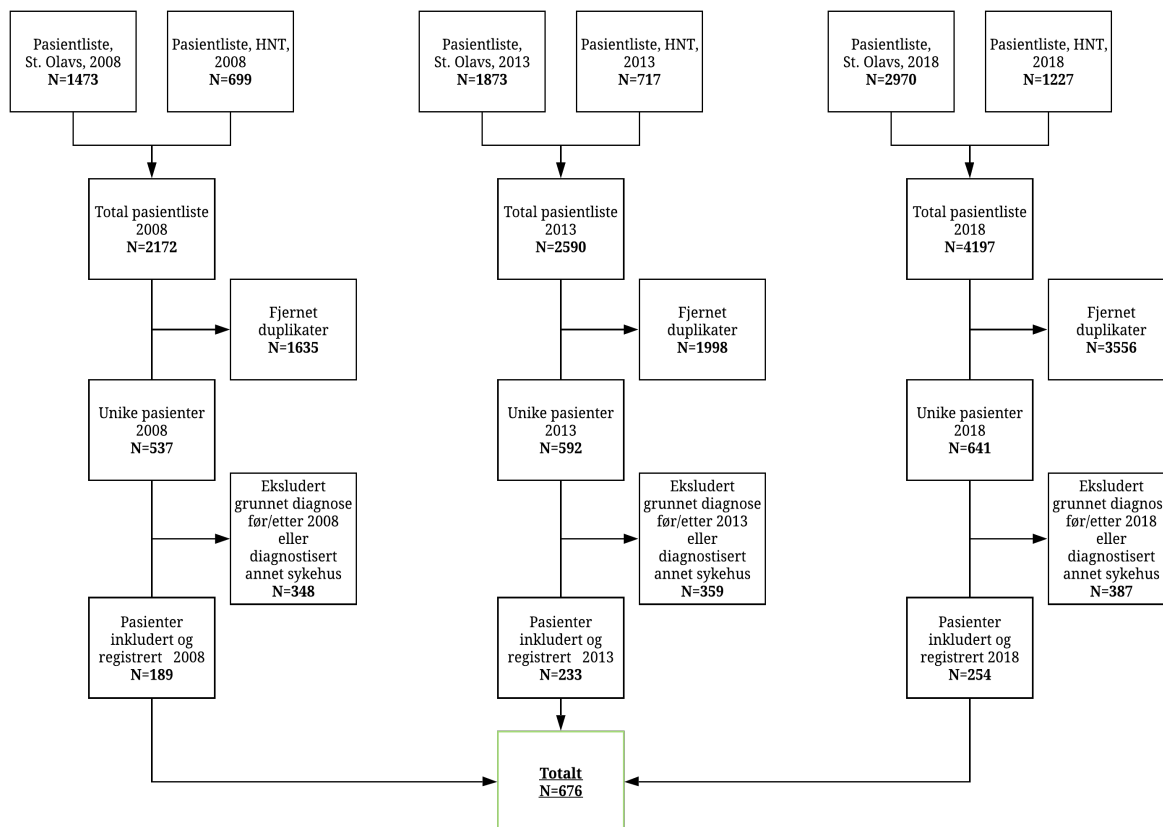 Pasientliste,
St. Olavs, 2008
N=1473
Pasientliste, HNT,
2008
N=699
Pasientliste,
St. Olavs, 2013
N=1873
Pasientliste, HNT,
2013
N=717
Pasientliste,
St. Olavs, 2018
N=2970
Pasientliste, HNT,
2018
N=1227
Total pasientliste
2008
N=2172
Total pasientliste
2013
N=2590
Total pasientliste
2018
N=4197
Fjernet
duplikater
N=1635
Fjernet
duplikater
N=1998
Fjernet
duplikater
N=3556
Unike pasienter
2008
N=537
Unike pasienter
2013
N=592
Unike pasienter
2018
N=641
Eksludert
grunnet diagnose
før/etter 2008
eller
diagnostisert
annet sykehus
N=348
Eksludert
grunnet diagnose
før/etter 2013
eller
diagnostisert
annet sykehus
N=359
Eksludert
grunnet diagnos
før/etter 2018
eller
diagnostisert
annet sykehus
N=387
Pasienter
inkludert og
registrert 2008
N=189
Pasienter
inkludert og
registrert 2013
N=233
Pasienter
inkludert og
registrert 2018
N=254
Totalt
N=676